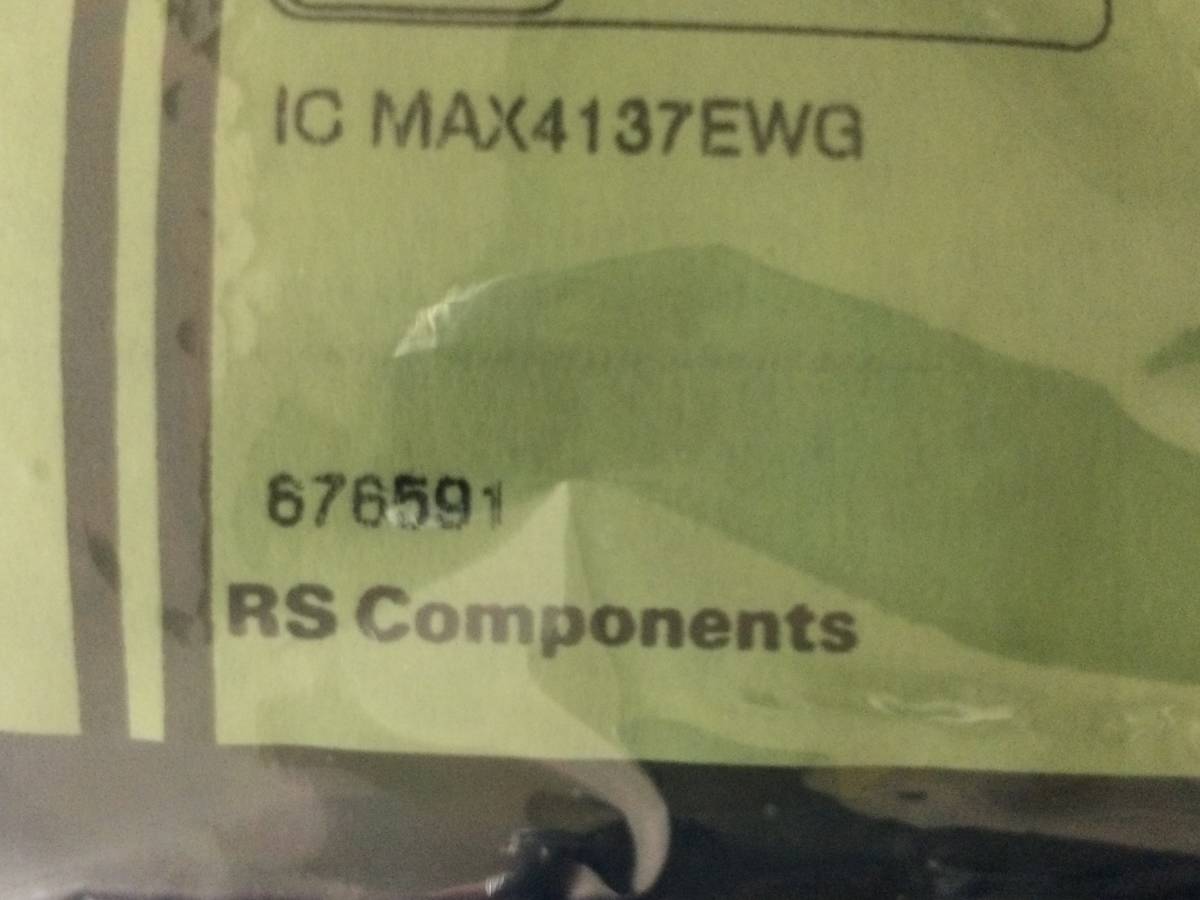 IC MAX4137EWG
676591
RS Components